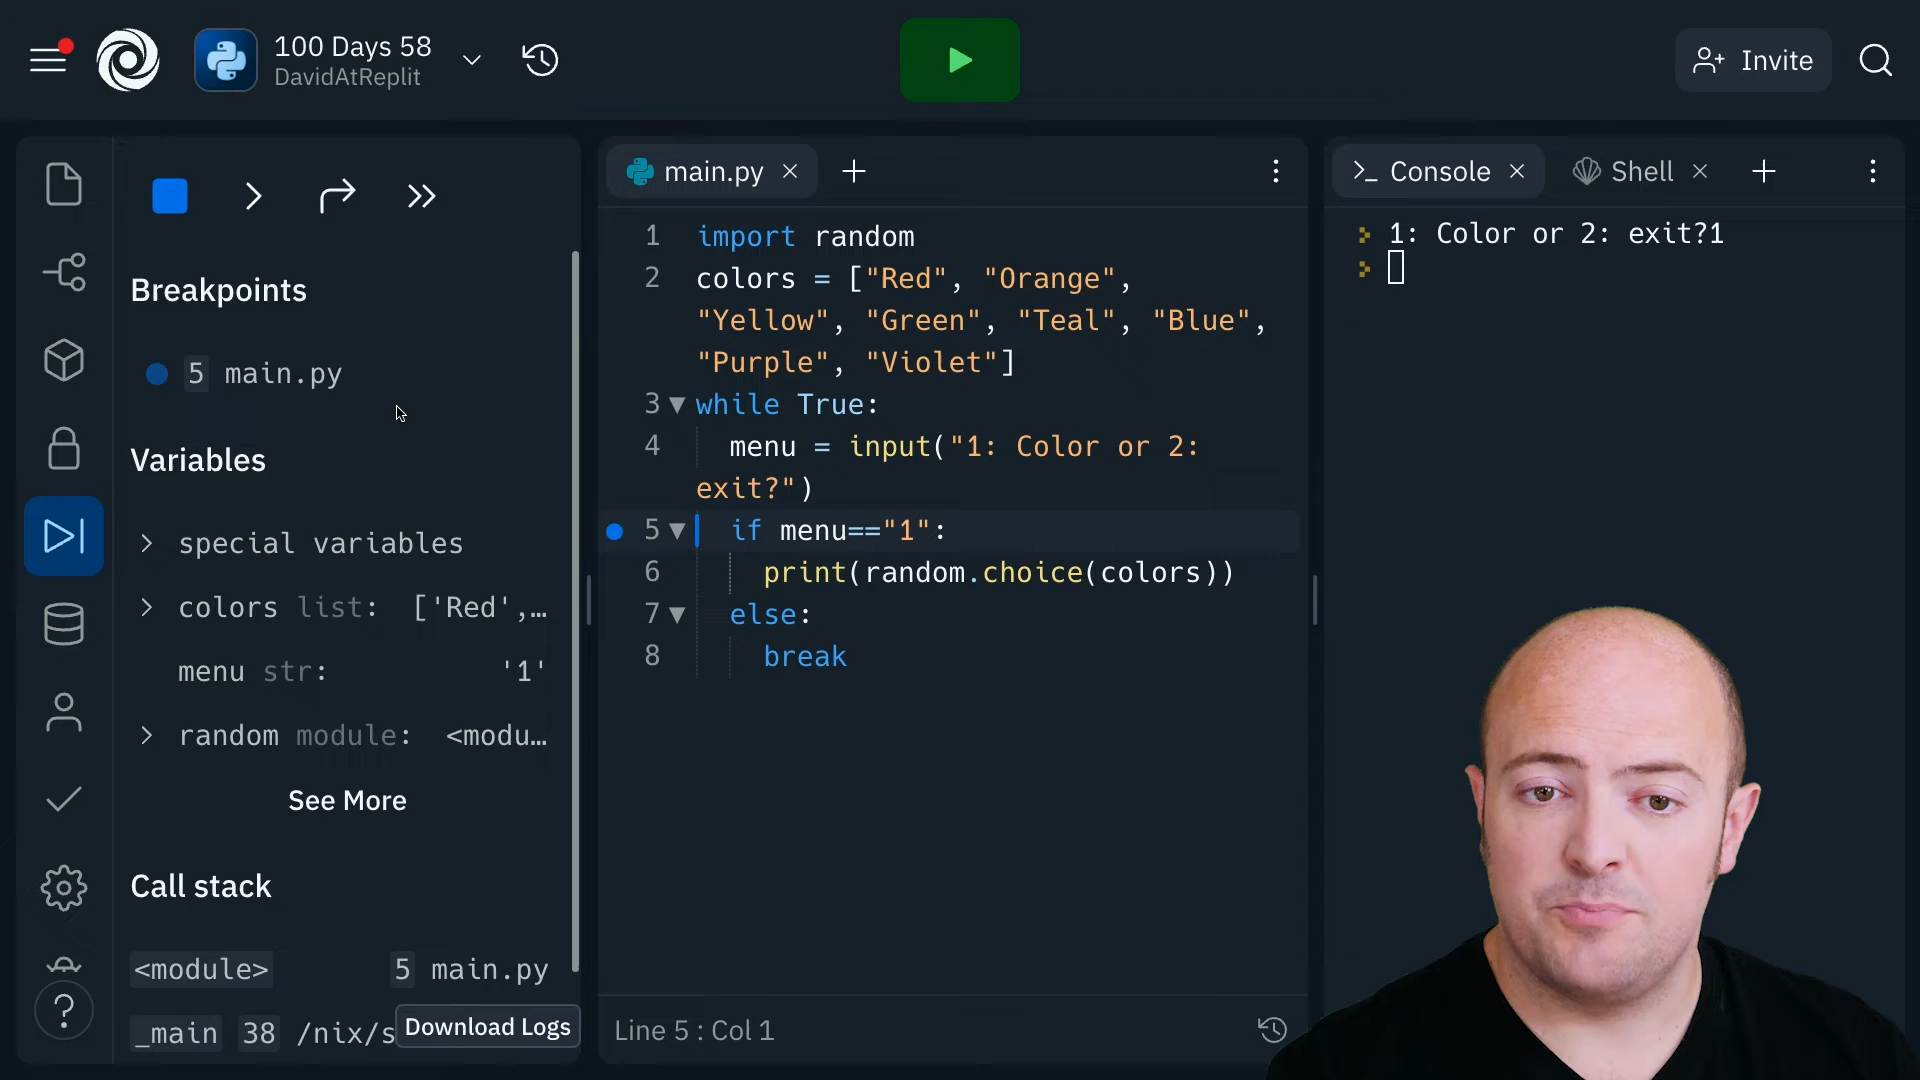 100 Days 58
DavidAtReplit
Invite
Breakpoints
5 main.py
Variables
special variables
colors list: ['Red',…
menu str: '1'
random module: <modu…
See More
Call stack
<module> 5 main.py
_main 38 /nix/s
Download Logs
main.py
1 import random
2 colors = ["Red", "Orange",
"Yellow", "Green", "Teal", "Blue",
"Purple", "Violet"]
3 while True:
4 menu = input("1: Color or 2:
exit?")
5 if menu=="1":
6 print(random.choice(colors))
7 else:
8 break
Line 5 : Col 1
Console
Shell
1: Color or 2: exit?1